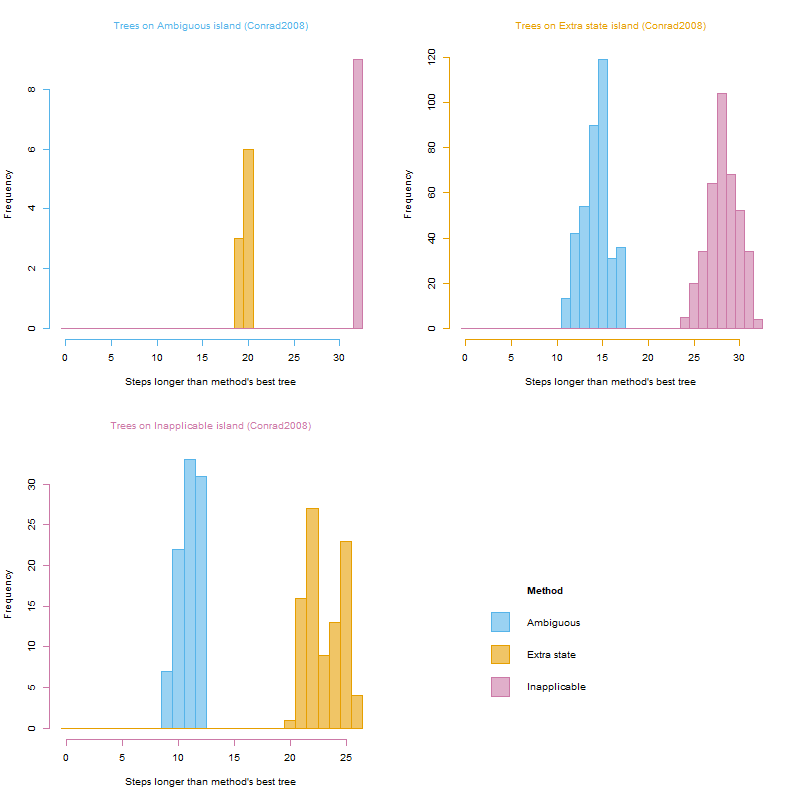 Trees on Ambiguous island (Conrad2008)
Frequency
0 2 4 6 8
0 5 10 15 20 25 30
Steps longer than method's best tree
Trees on Extra state island (Conrad2008)
Frequency
0 20 40 60 80 100 120
0 5 10 15 20 25 30
Steps longer than method's best tree
Trees on Inapplicable island (Conrad2008)
Frequency
0 5 10 15 20 25 30
0 5 10 15 20 25
Steps longer than method's best tree
Method
Ambiguous
Extra state
Inapplicable